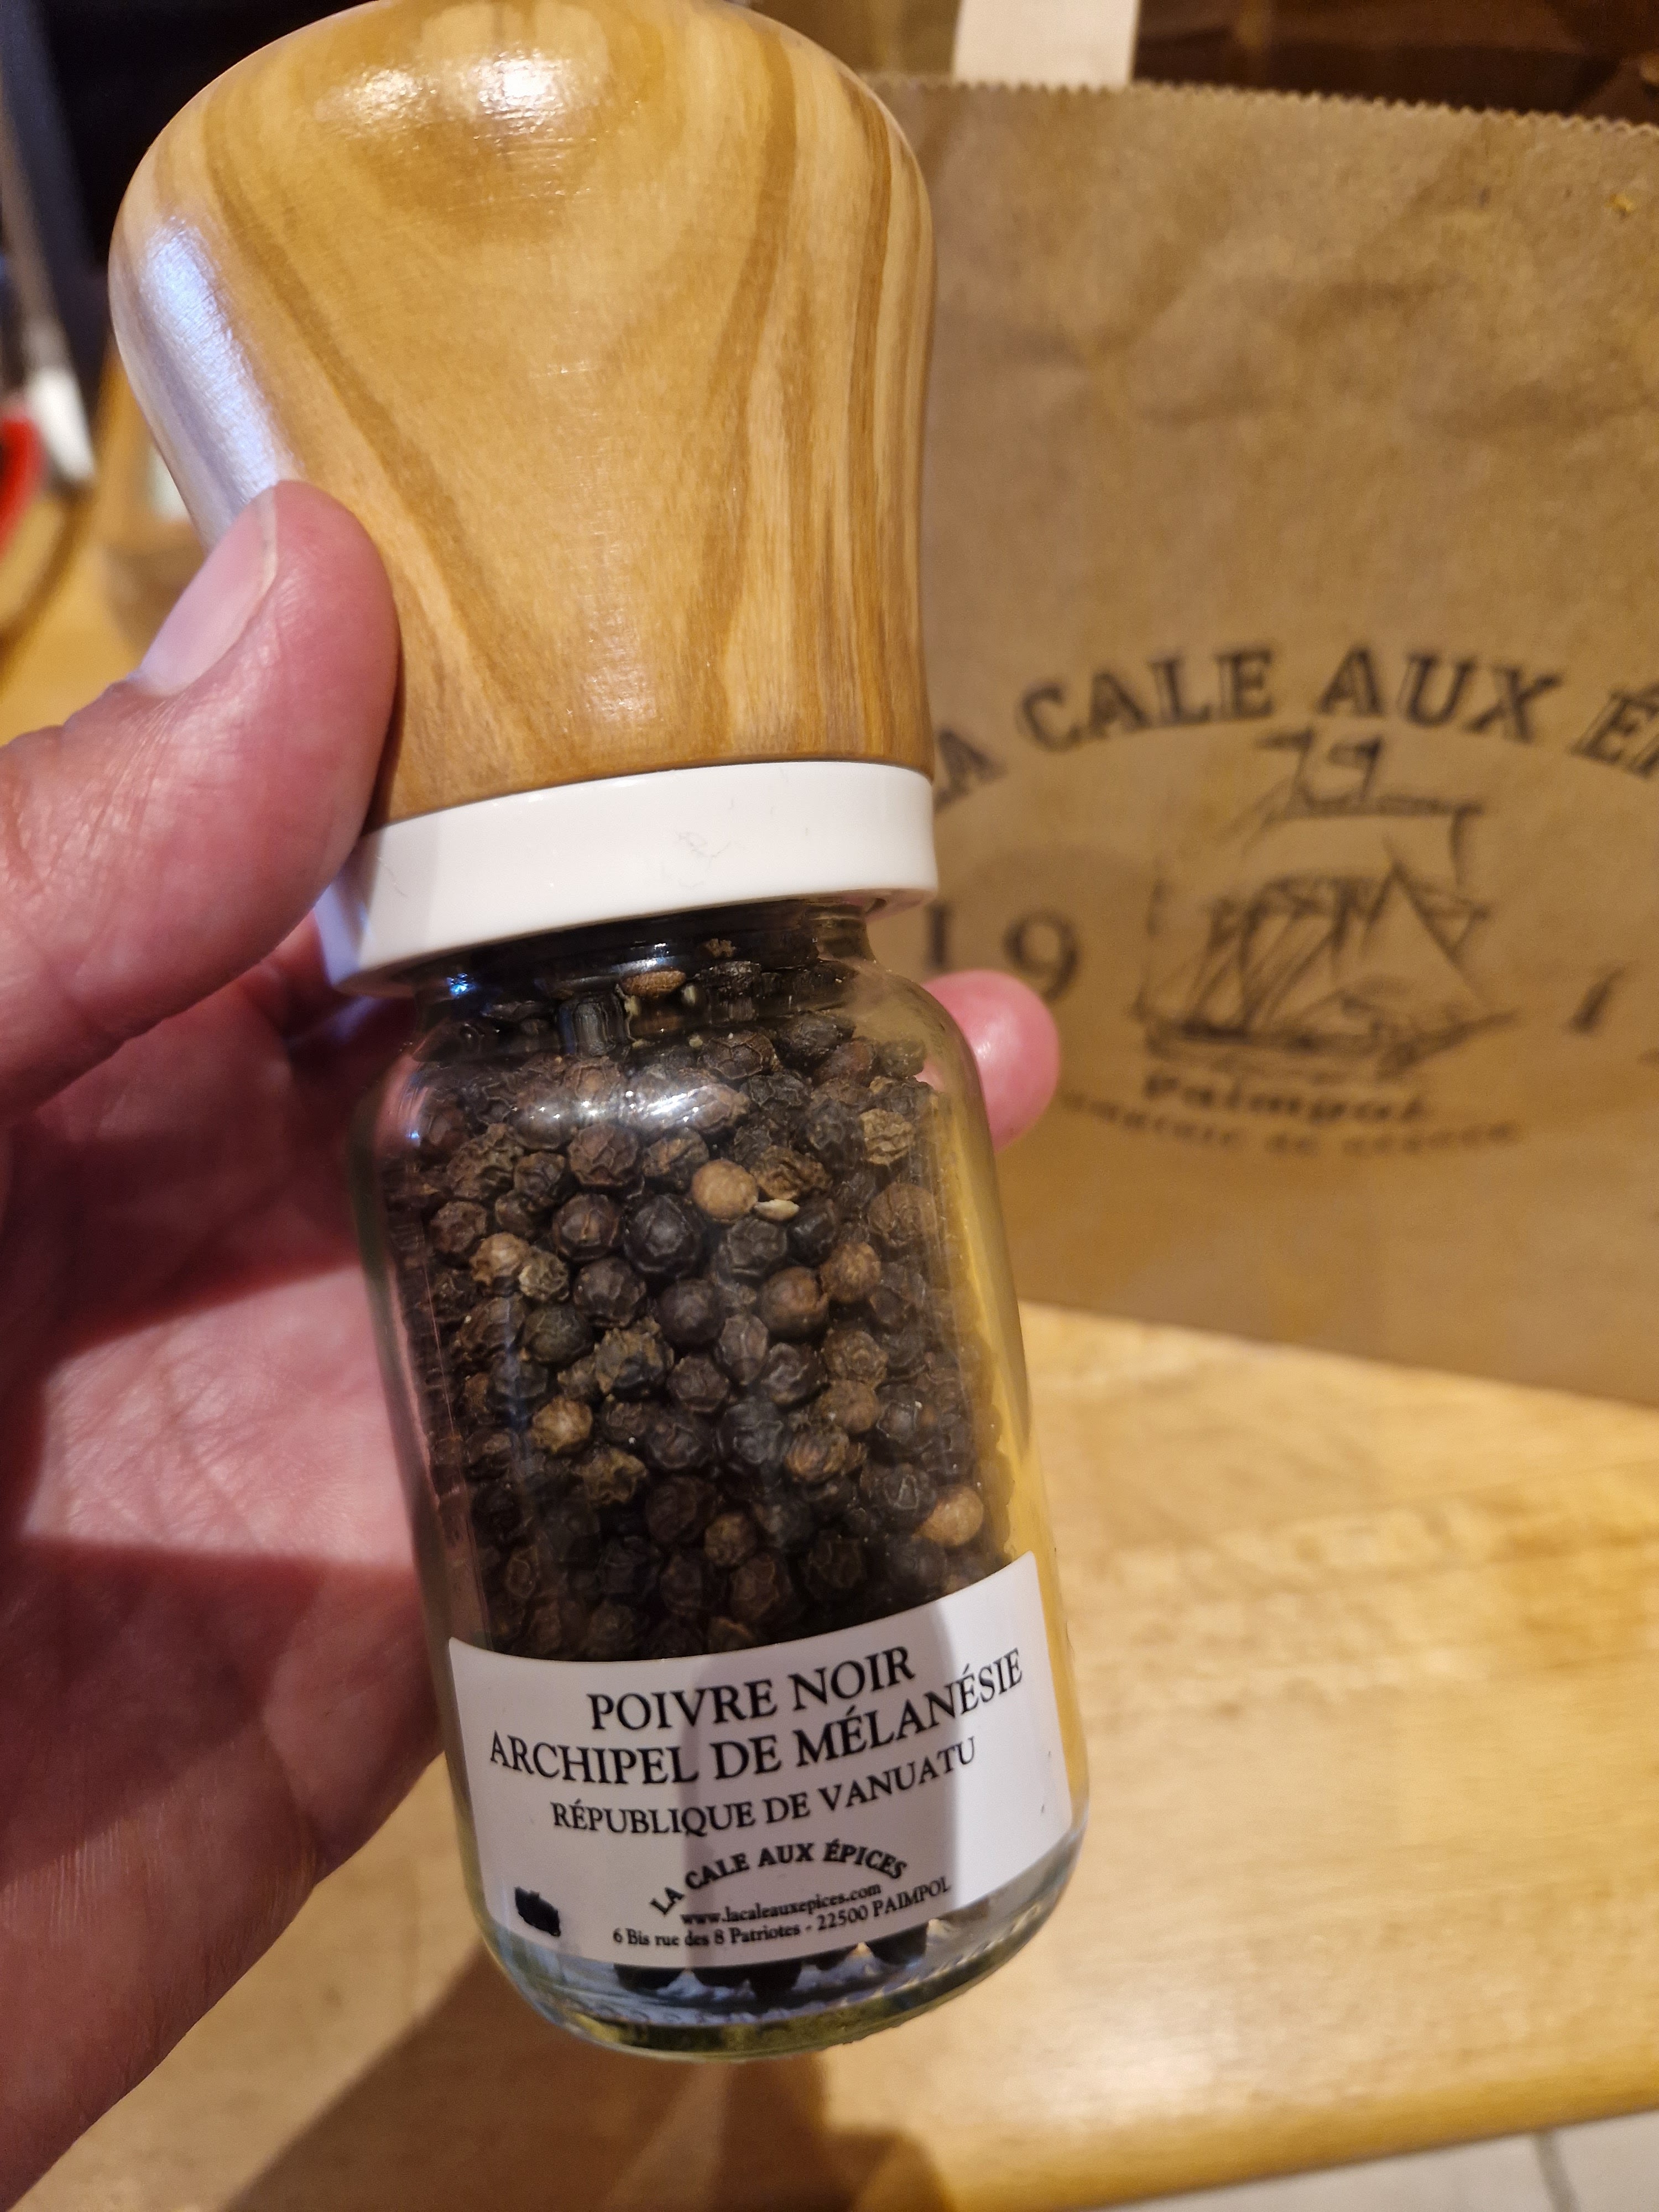 LA CALE AUX
19
Paimpol
POIVRE NOIR
ARCHIPEL DE MÉLANÉSIE
RÉPUBLIQUE DE VANUATU
LA CALE AUX ÉPICES
www.lacaleauxepices.com
6 Bis rue des 8 Patriotes - 22500 PAIMPOL